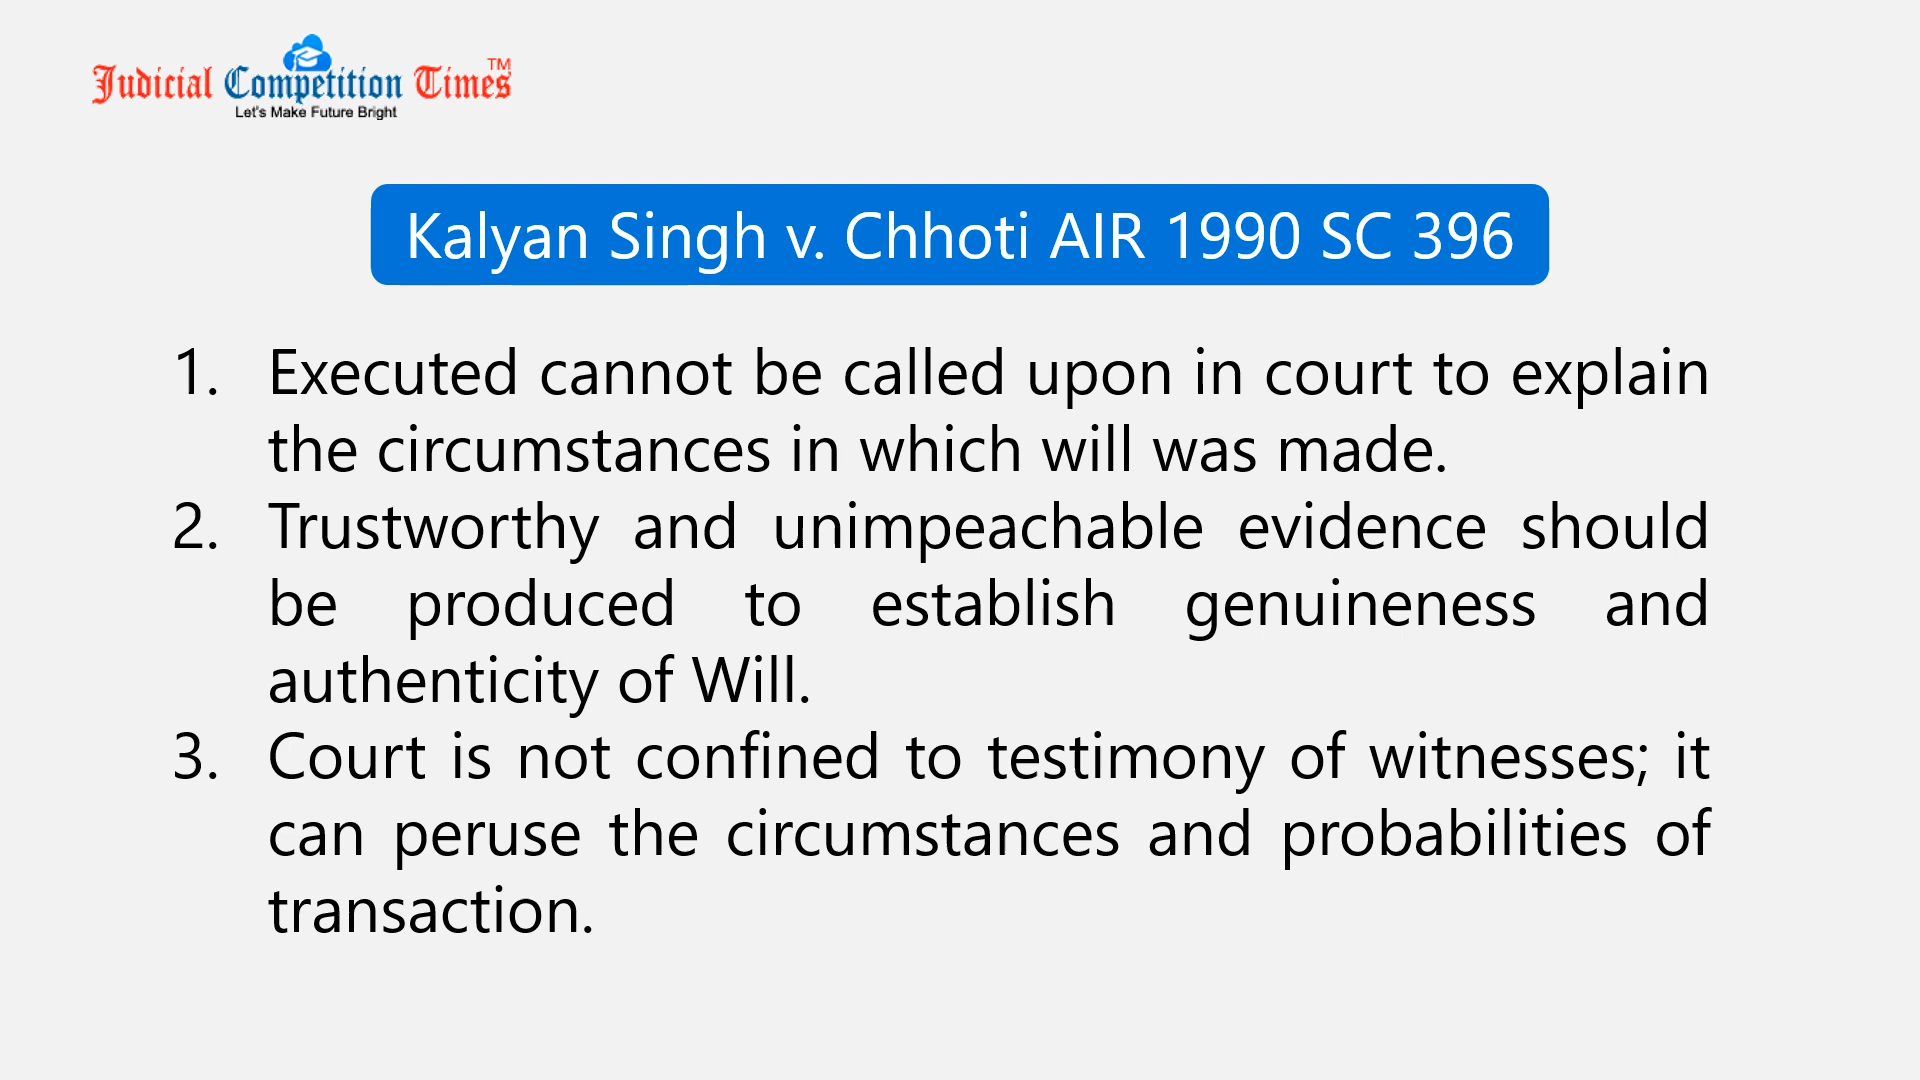 Judicial Competition Times™
Let's Make Future Bright
Kalyan Singh v. Chhoti AIR 1990 SC 396
1. Executed cannot be called upon in court to explain
the circumstances in which will was made.
2. Trustworthy and unimpeachable evidence should
be produced to establish genuineness and
authenticity of Will.
3. Court is not confined to testimony of witnesses; it
can peruse the circumstances and probabilities of
transaction.